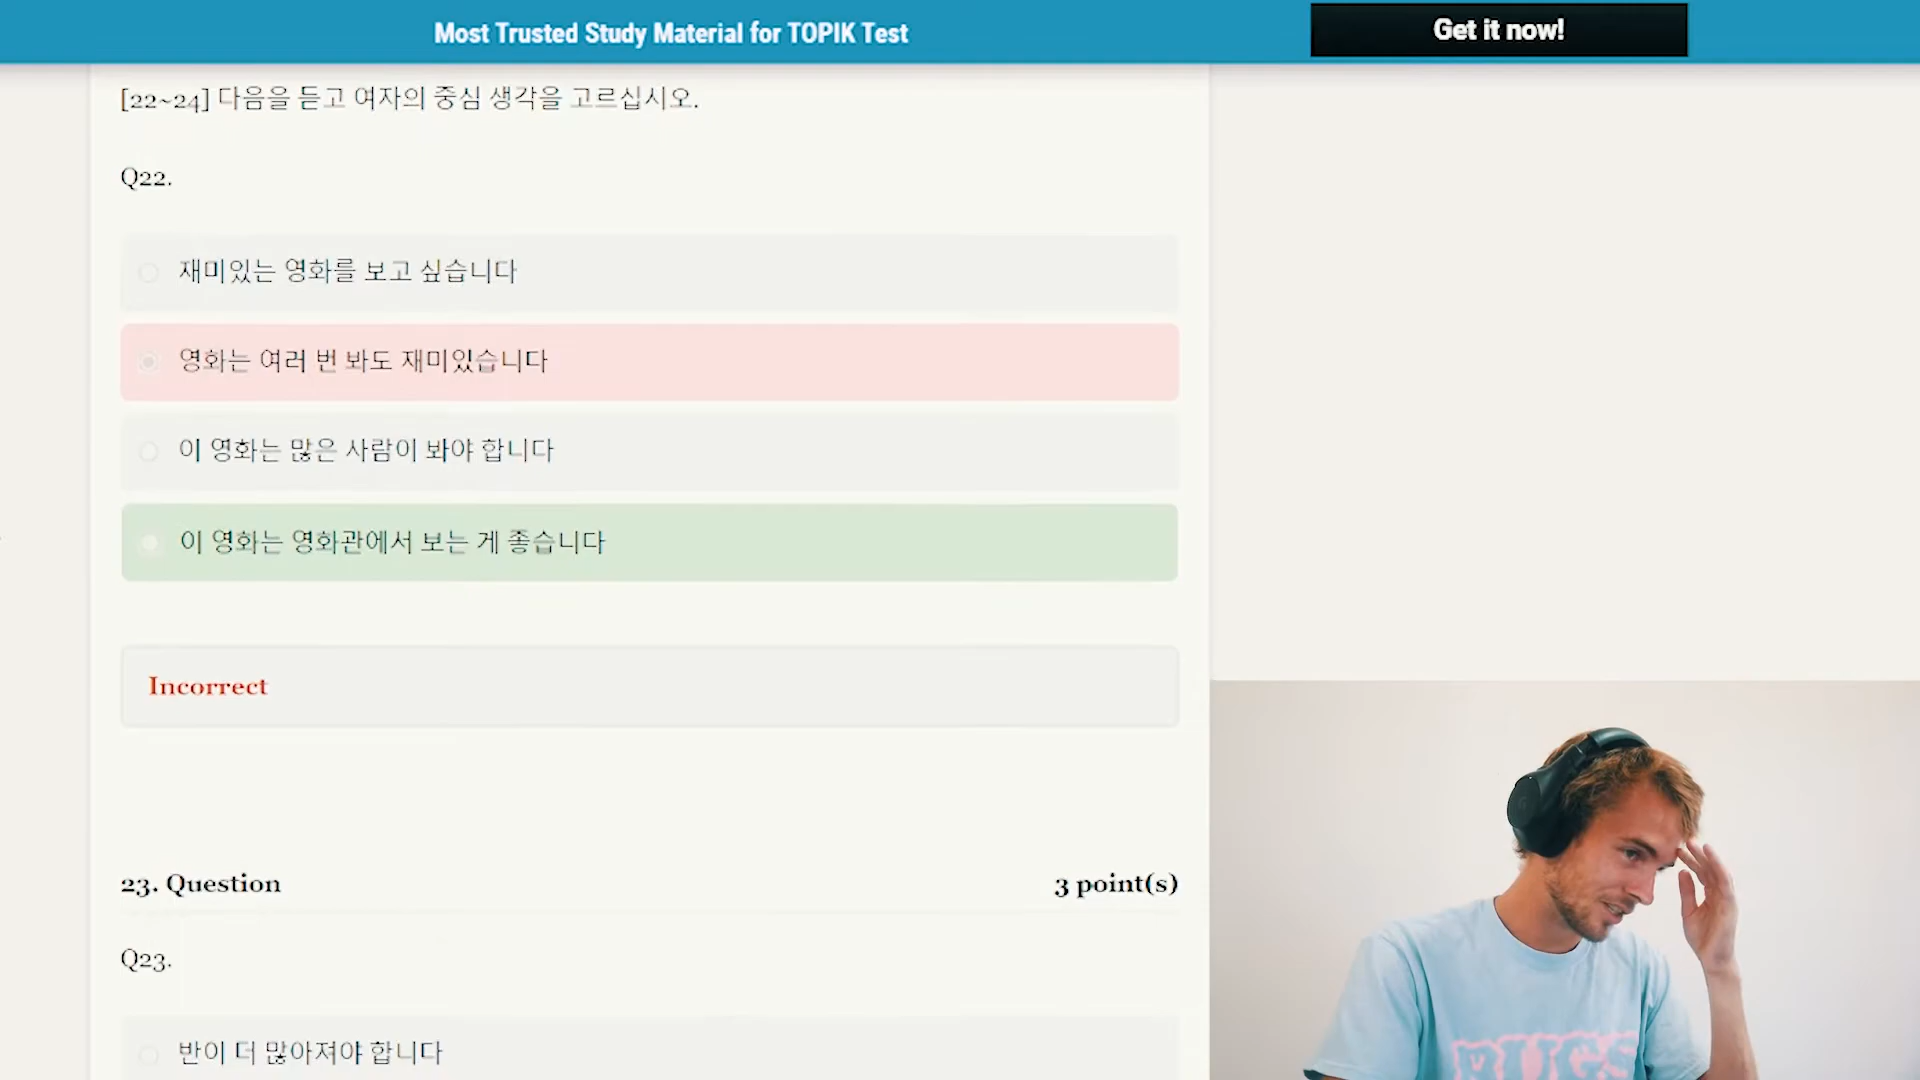 Most Trusted Study Material for TOPIK Test
Get it now!
[22~24] 다음을 듣고 여자의 중심 생각을 고르십시오.
Q22.
재미있는 영화를 보고 싶습니다
영화는 여러 번 봐도 재미있습니다
이 영화는 많은 사람이 봐야 합니다
이 영화는 영화관에서 보는 게 좋습니다
Incorrect
23. Question
3 point(s)
Q23.
반이 더 많아져야 합니다
BUGS